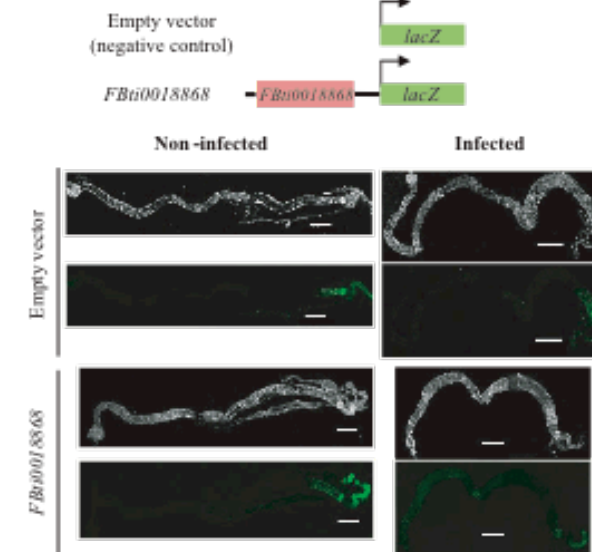 Empty vector
(negative control)
lacZ
FBti0018868
FBti0018868
lacZ
Non-infected
Infected
Empty vector
FBti0018868